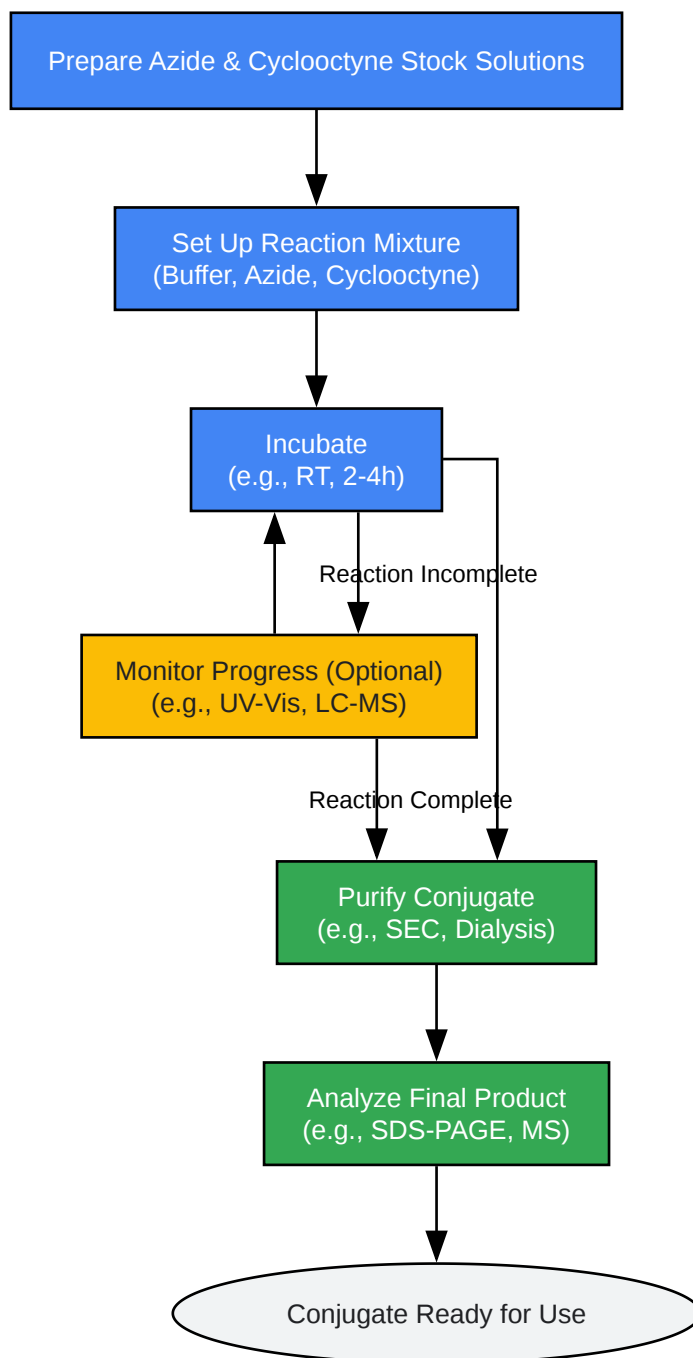 Prepare Azide & Cyclooctyne Stock Solutions
Set Up Reaction Mixture
(Buffer, Azide, Cyclooctyne)
Incubate
(e.g., RT, 2-4h)
Reaction Incomplete
Monitor Progress (Optional)
(e.g., UV-Vis, LC-MS)
Reaction Complete
Purify Conjugate
(e.g., SEC, Dialysis)
Analyze Final Product
(e.g., SDS-PAGE, MS)
Conjugate Ready for Use